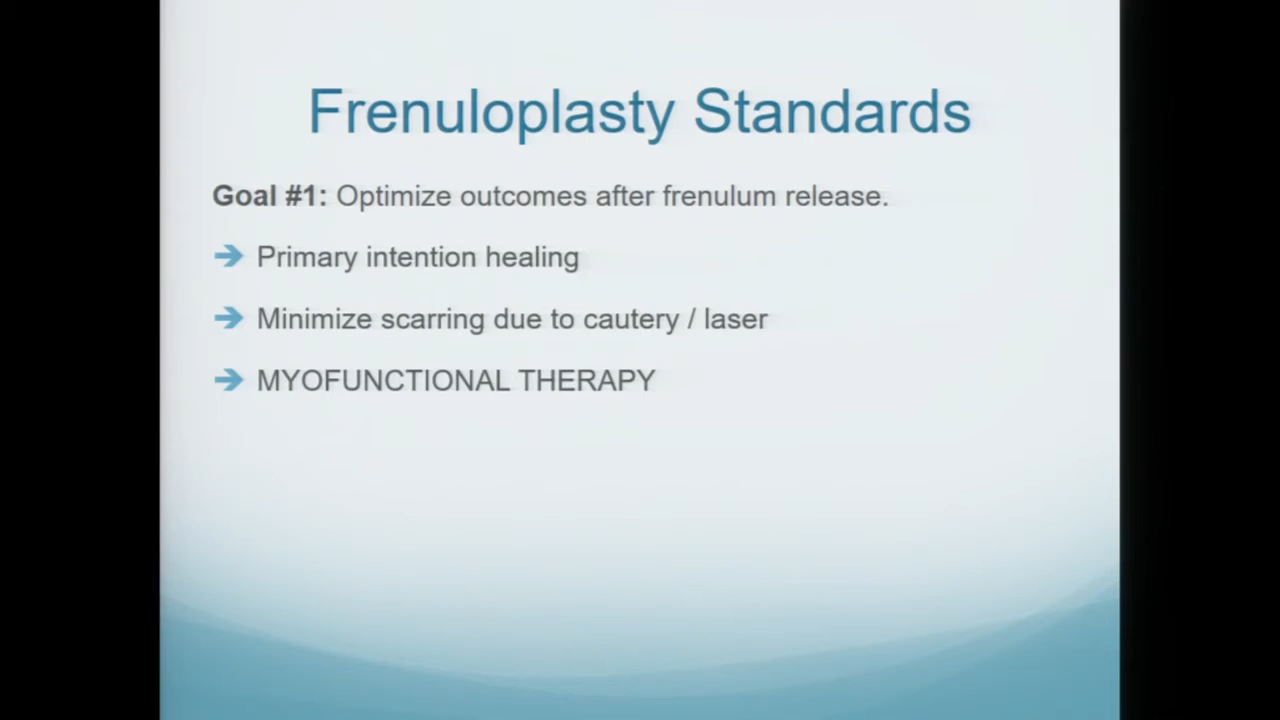 Frenuloplasty Standards
Goal #1: Optimize outcomes after frenulum release.
➔ Primary intention healing
➔ Minimize scarring due to cautery / laser
➔ MYOFUNCTIONAL THERAPY